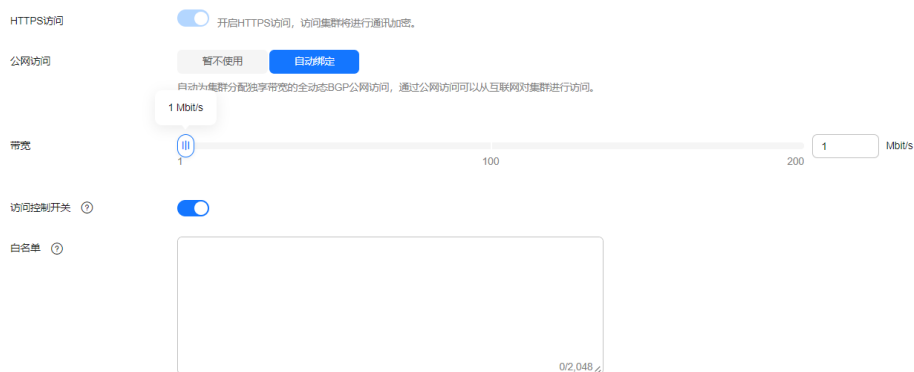 HTTPS访问
开启HTTPS访问，访问集群将进行通讯加密。
公网访问
暂不使用
自动绑定
自动为集群分配独享带宽的全动态BGP公网访问，通过公网访问可以从互联网对集群进行访问。
1 Mbit/s
带宽
1 Mbit/s
1 100 200
访问控制开关 ?
白名单 ?
0/2,048